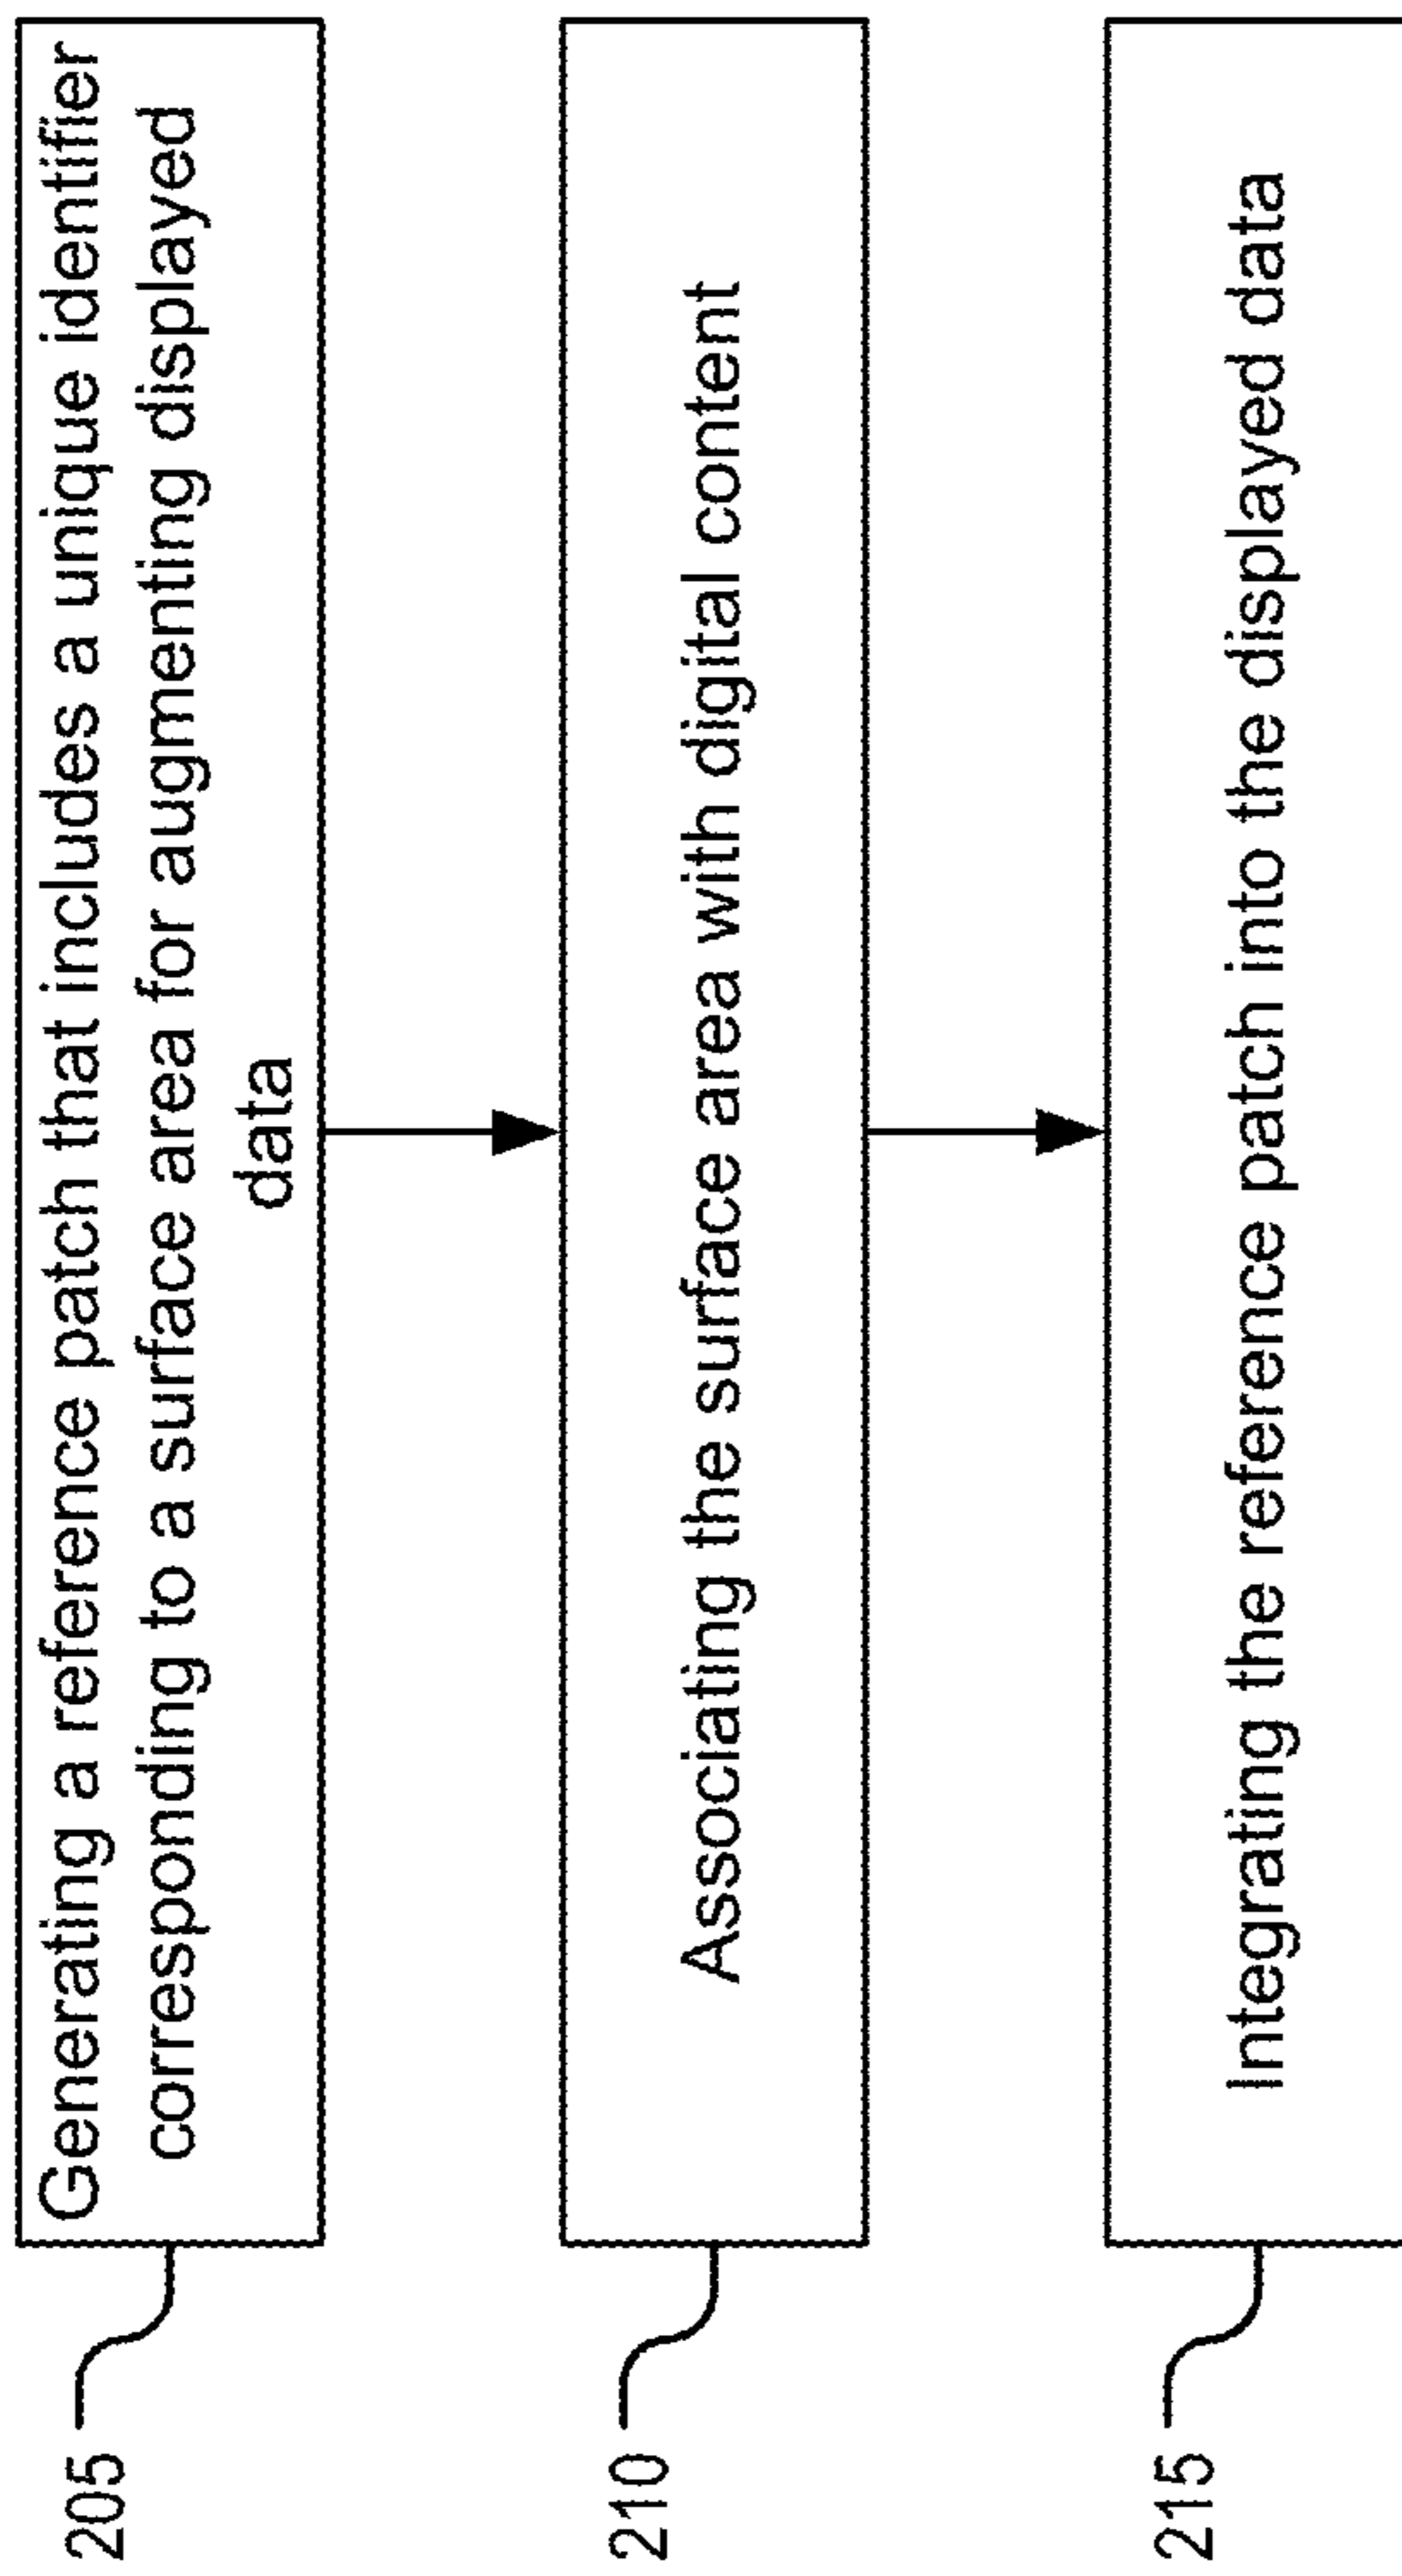 205
Generating a reference patch that includes a unique identifier
corresponding to a surface area for augmenting displayed
data
210
Associating the surface area with digital content
215
Integrating the reference patch into the displayed data